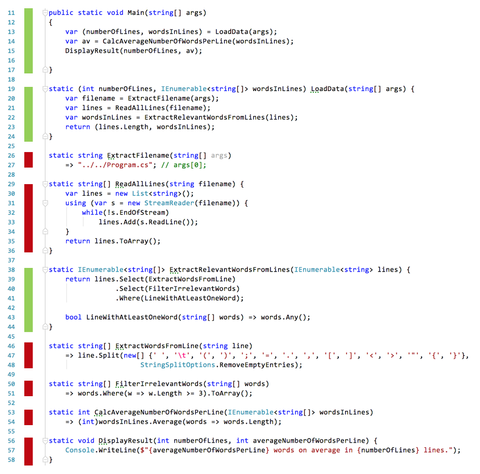 11 public static void Main(string[] args)
12 {
13 var (numberOfLines, wordsInLines) = LoadData(args);
14 var av = CalcAverageNumberOfWordsPerLine(wordsInLines);
15 DisplayResult(numberOfLines, av);
16
17 }
18
19 static (int numberOfLines, IEnumerable<string[]> wordsInLines) LoadData(string[] args) {
20 var filename = ExtractFilename(args);
21 var lines = ReadAllLines(filename);
22 var wordsInLines = ExtractRelevantWordsFromLines(lines);
23 return (lines.Length, wordsInLines);
24 }
25
26 static string ExtractFilename(string[] args)
27 => "../../Program.cs"; // args[0];
28
29 static string[] ReadAllLines(string filename) {
30 var lines = new List<string>();
31 using (var s = new StreamReader(filename)) {
32 while(!s.EndOfStream)
33 lines.Add(s.ReadLine());
34 }
35 return lines.ToArray();
36 }
37
38 static IEnumerable<string[]> ExtractRelevantWordsFromLines(IEnumerable<string> lines) {
39 return lines.Select(ExtractWordsFromLine)
40 .Select(FilterIrrelevantWords)
41 .Where(LineWithAtLeastOneWord);
42
43 bool LineWithAtLeastOneWord(string[] words) => words.Any();
44 }
45
46 static string[] ExtractWordsFromLine(string line)
47 => line.Split(new[] {' ', '\t', '(', ')', ';', '=', '.', ',', '[', ']', '<', '>', '"', '{', '}'},
48 StringSplitOptions.RemoveEmptyEntries);
49
50 static string[] FilterIrrelevantWords(string[] words)
51 => words.Where(w => w.Length >= 3).ToArray();
52
53 static int CalcAverageNumberOfWordsPerLine(IEnumerable<string[]> wordsInLines)
54 => (int)wordsInLines.Average(words => words.Length);
55
56 static void DisplayResult(int numberOfLines, int averageNumberOfWordsPerLine) {
57 Console.WriteLine($"{averageNumberOfWordsPerLine} words on average in {numberOfLines} lines.");
58 }